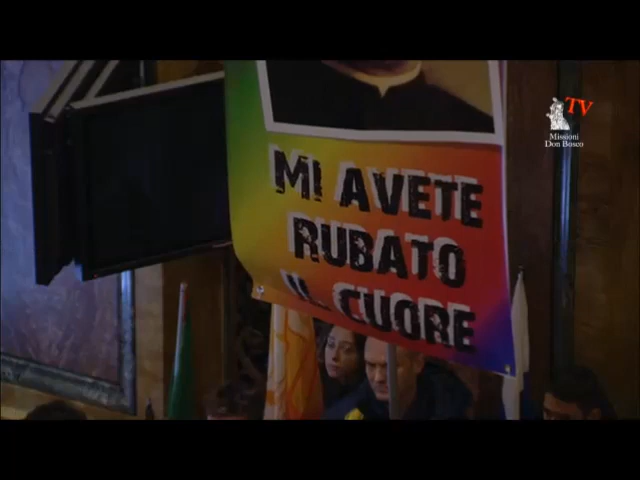 TV
Missioni
Don Bosco
MI AVETE
RUBATO
IL CUORE